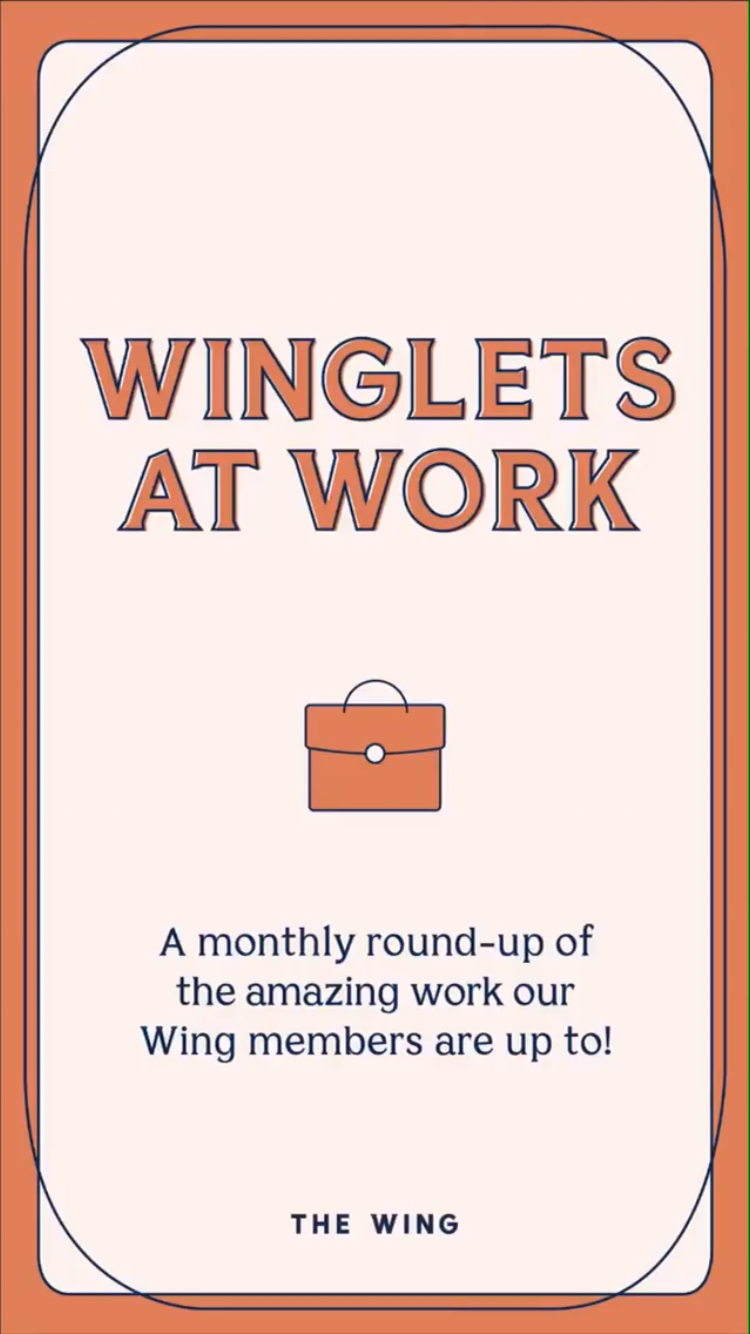 WINGLETS
AT WORK
A monthly round-up of
the amazing work our
Wing members are up to!
THE WING